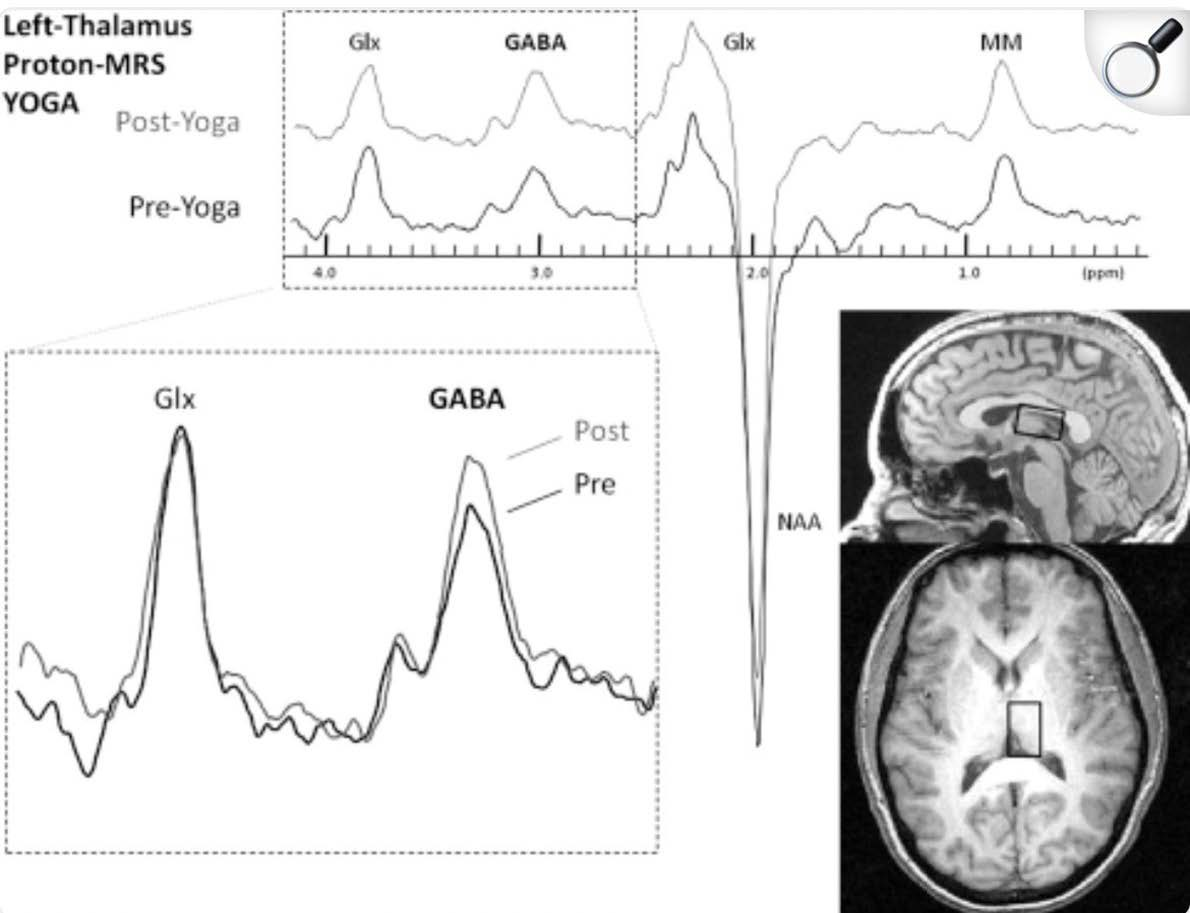 Left-Thalamus
Proton-MRS
YOGA
Post-Yoga
Pre-Yoga
Glx GABA Glx MM
4.0 3.0 2.0 1.0 (ppm)
Glx GABA
Post
Pre
NAA